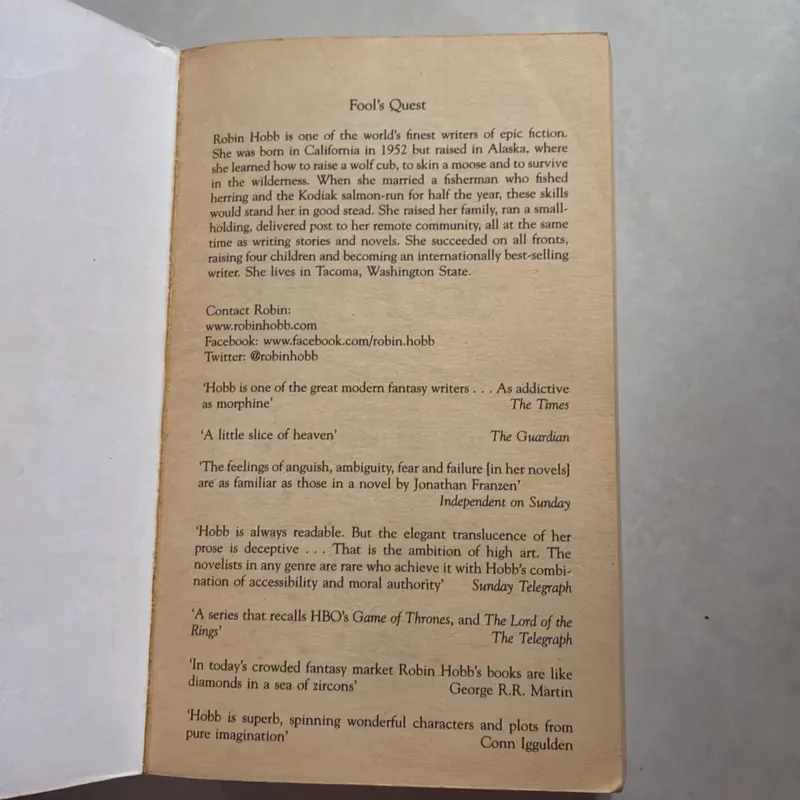 Fool's Quest
Robin Hobb is one of the world's finest writers of epic fiction.
She was born in California in 1952 but raised in Alaska, where
she learned how to raise a wolf cub, to skin a moose and to survive
in the wilderness. When she married a fisherman who fished
herring and the Kodiak salmon-run for half the year, these skills
would stand her in good stead. She raised her family, ran a small-
holding, delivered post to her remote community, all at the same
time as writing stories and novels. She succeeded on all fronts,
raising four children and becoming an internationally best-selling
writer. She lives in Tacoma, Washington State.
Contact Robin:
www.robinhobb.com
Facebook: www.facebook.com/robin.hobb
Twitter: @robinhobb
'Hobb is one of the great modern fantasy writers . . . As addictive
as morphine' The Times
'A little slice of heaven' The Guardian
'The feelings of anguish, ambiguity, fear and failure [in her novels]
are as familiar as those in a novel by Jonathan Franzen'
Independent on Sunday
'Hobb is always readable. But the elegant translucence of her
prose is deceptive . . . That is the ambition of high art. The
novelists in any genre are rare who achieve it with Hobb's combi-
nation of accessibility and moral authority' Sunday Telegraph
'A series that recalls HBO's Game of Thrones, and The Lord of the
Rings' The Telegraph
'In today's crowded fantasy market Robin Hobb's books are like
diamonds in a sea of zircons' George R.R. Martin
'Hobb is superb, spinning wonderful characters and plots from
pure imagination' Conn Iggulden